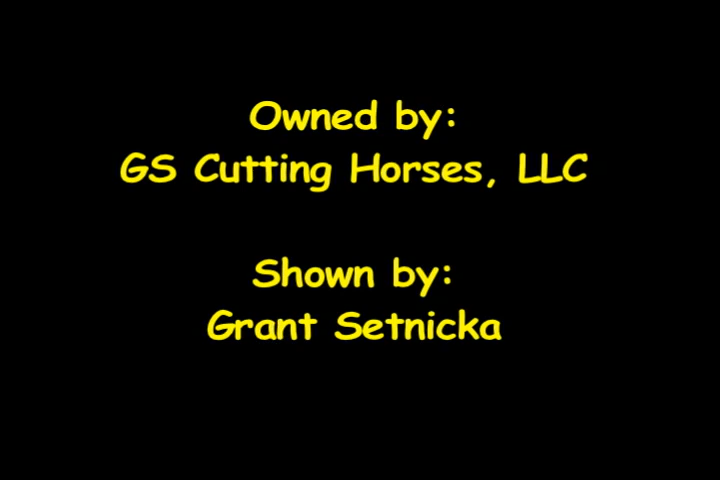 Owned by:
GS Cutting Horses, LLC
Shown by:
Grant Setnicka